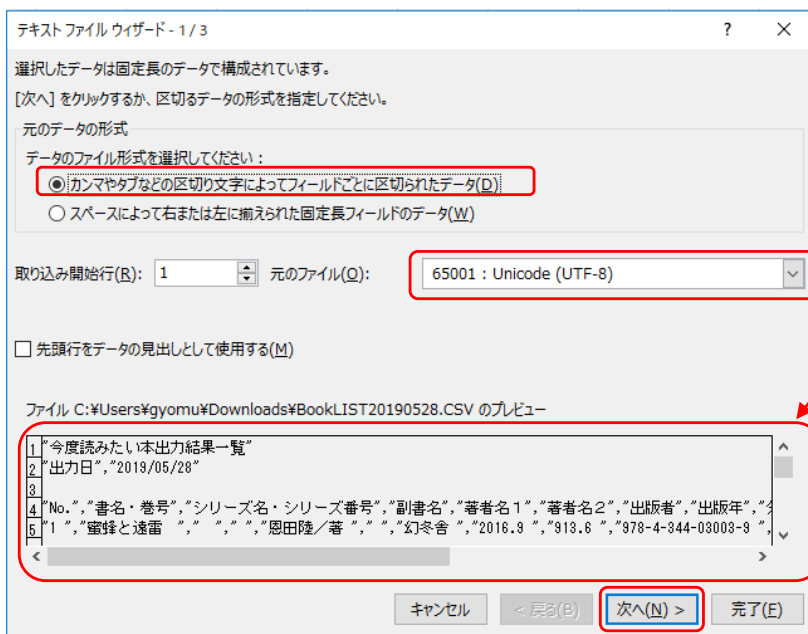 テキスト ファイル ウィザード - 1 / 3
選択したデータは固定長のデータで構成されています。
[次へ] をクリックするか、区切るデータの形式を指定してください。
元のデータの形式
データのファイル形式を選択してください：
カンマやタブなどの区切り文字によってフィールドごとに区切られたデータ(D)
スペースによって右または左に揃えられた固定長フィールドのデータ(W)
取り込み開始行(R): 1 元のファイル(O): 65001 : Unicode (UTF-8)
先頭行をデータの見出しとして使用する(M)
ファイル C:¥Users¥gyomu¥Downloads¥BookLIST20190528.CSV のプレビュー
1 "今度読みたい本出力結果一覧"
2 "出力日","2019/05/28"
3
4 "No.","書名・巻号","シリーズ名・シリーズ番号","副書名","著者名１","著者名２","出版者","出版年","
5 "1 ","蜜蜂と遠雷　","　","　","恩田陸／著 "," ","幻冬舎 ","2016.9 ","913.6 ","978-4-344-03003-9 ",
キャンセル < 戻る(B) 次へ(N) > 完了(F)